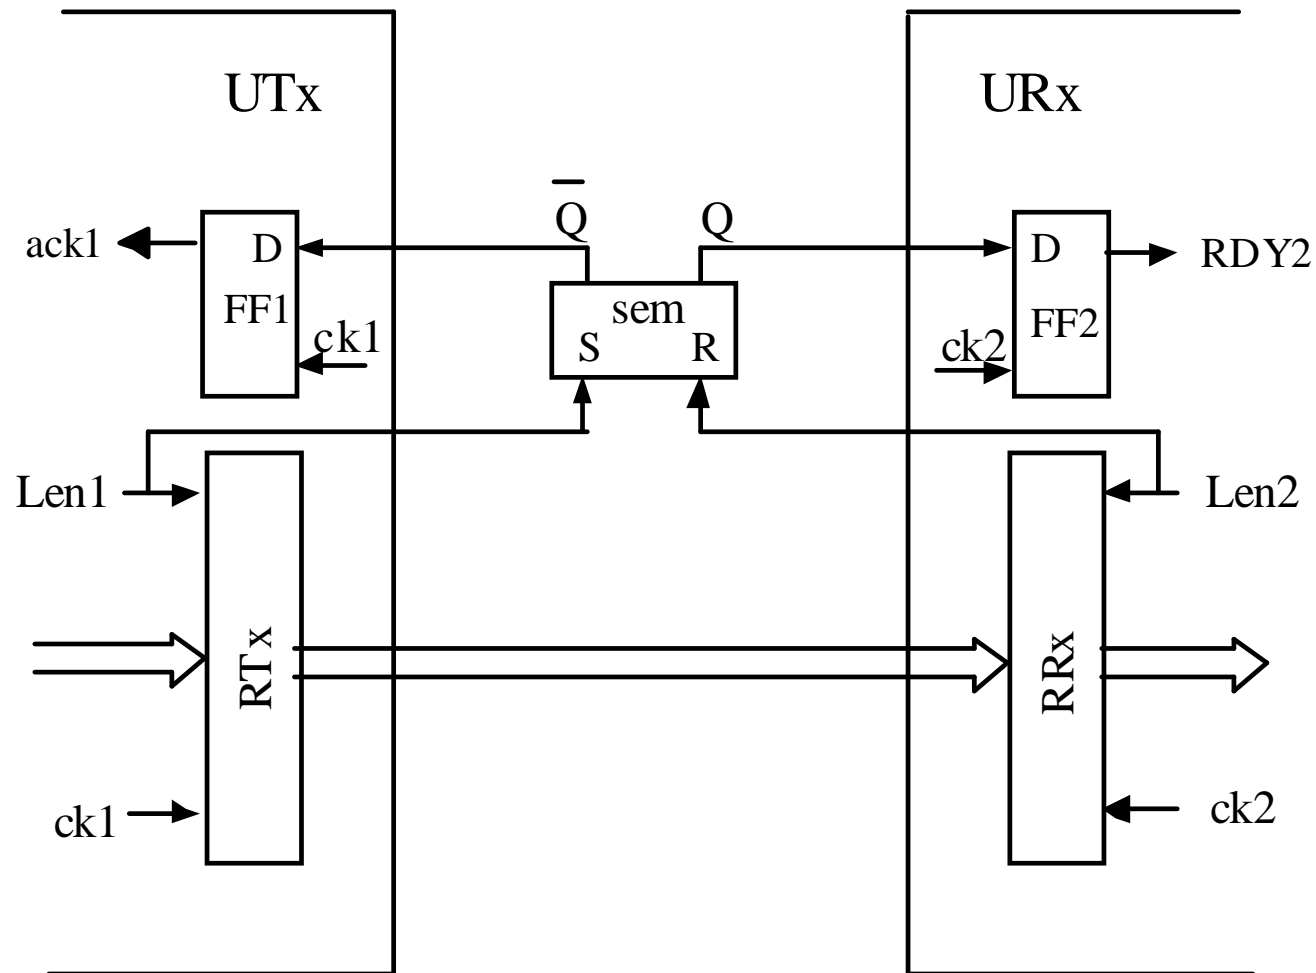 UTx
URx
Q
Q
ack1
D
D
RDY2
FF1
sem
FF2
ck1
S
R
ck2
Len1
Len2
RTx
RRx
ck1
ck2